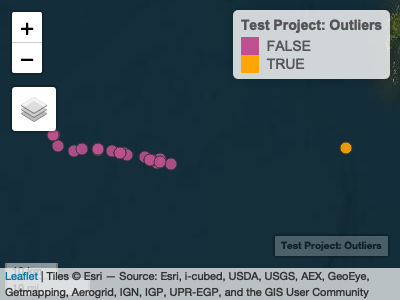 +
Test Project: Outliers
FALSE
TRUE
−
Test Project: Outliers
Leaflet | Tiles © Esri — Source: Esri, i-cubed, USDA, USGS, AEX, GeoEye,
Getmapping, Aerogrid, IGN, IGP, UPR-EGP, and the GIS User Community